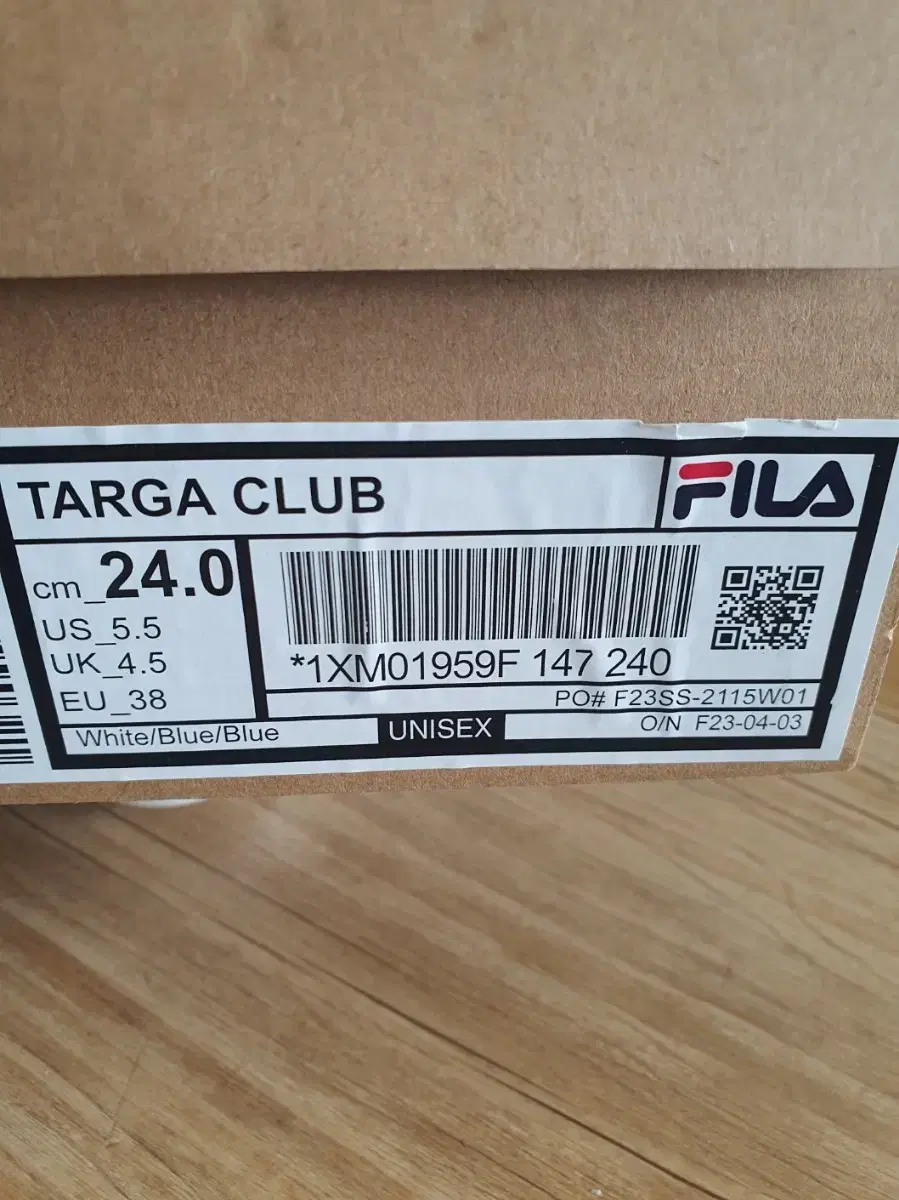 TARGA CLUB
FILA
cm_24.0
US_5.5
UK_4.5
EU_38
*1XM01959F 147 240
PO# F23SS-2115W01
White/Blue/Blue
UNISEX
O/N F23-04-03